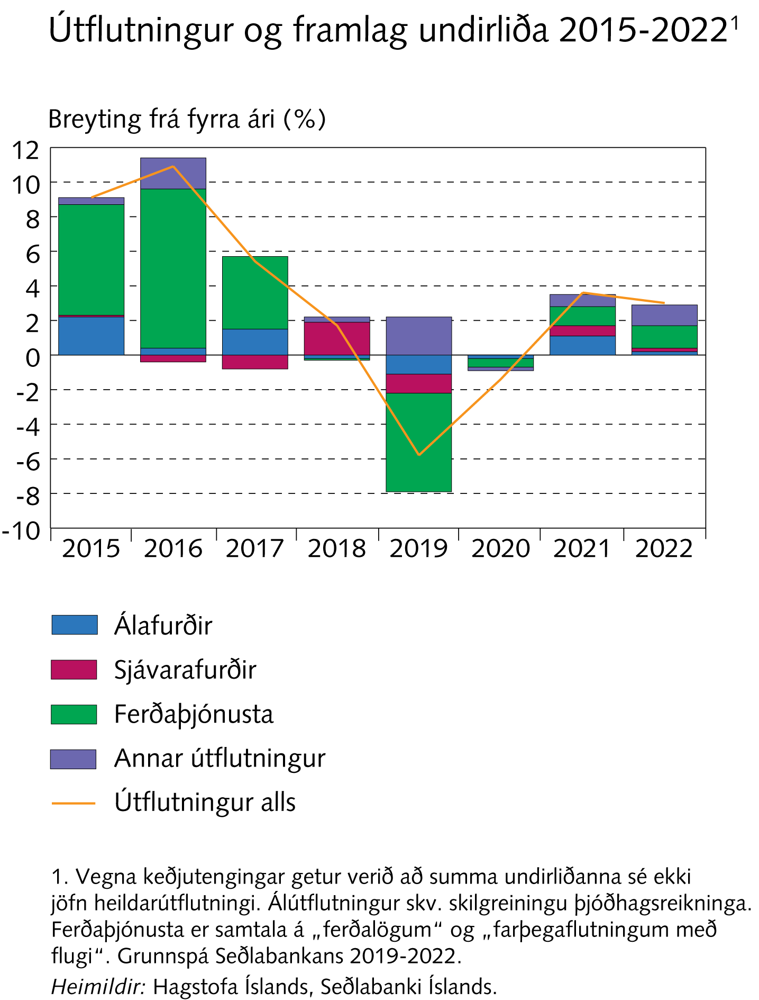 Útflutningur og framlag undirliða 2015-2022¹
Breyting frá fyrra ári (%)
12
10
8
6
4
2
0
-2
-4
-6
-8
-10
2015 2016 2017 2018 2019 2020 2021 2022
Álafurðir
Sjávarafurðir
Ferðaþjónusta
Annar útflutningur
Útflutningur alls
1. Vegna keðjutengingar getur verið að summa undirliðanna sé ekki
jöfn heildarútflutningi. Álútflutningur skv. skilgreiningu þjóðhagsreikninga.
Ferðaþjónusta er samtala á „ferðalögum“ og „farþegaflutningum með
flugi“. Grunnspá Seðlabankans 2019-2022.
Heimildir: Hagstofa Íslands, Seðlabanki Íslands.